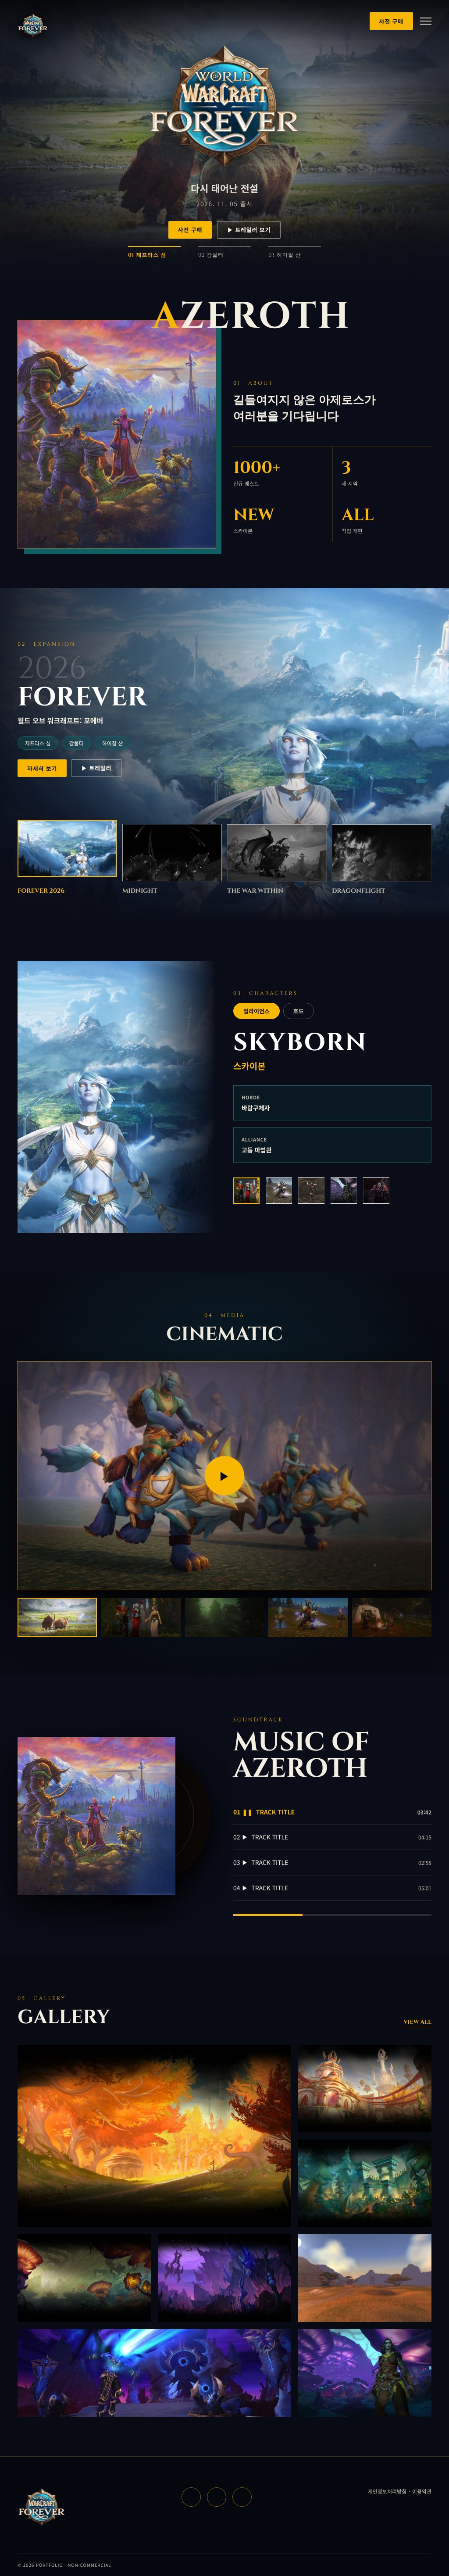 WARCRAFT
FOREVER
사전 구매
WORLD
WARCRAFT
FOREVER
다시 태어난 전설
2026. 11. 05 출시
사전 구매
▶ 트레일러 보기
01 제프라스 섬
02 강울터
03 하이잘 산
AZEROTH
01 · ABOUT
길들여지지 않은 아제로스가
여러분을 기다립니다
1000+
신규 퀘스트
3
새 지역
NEW
스카이본
ALL
직업 개편
02 · EXPANSION
2026
FOREVER
월드 오브 워크래프트: 포에버
제프라스 섬
강울터
하이잘 산
자세히 보기
▶ 트레일러
FOREVER 2026
MIDNIGHT
THE WAR WITHIN
DRAGONFLIGHT
03 · CHARACTERS
얼라이언스
호드
SKYBORN
스카이본
HORDE
바람구체자
ALLIANCE
고등 마법원
04 · MEDIA
CINEMATIC
SOUNDTRACK
MUSIC OF
AZEROTH
01 ❚❚ TRACK TITLE 03:42
02 ▶ TRACK TITLE 04:15
03 ▶ TRACK TITLE 02:58
04 ▶ TRACK TITLE 05:01
05 · GALLERY
GALLERY
VIEW ALL
WARCRAFT
FOREVER
개인정보처리방침 · 이용약관
© 2026 PORTFOLIO · NON-COMMERCIAL